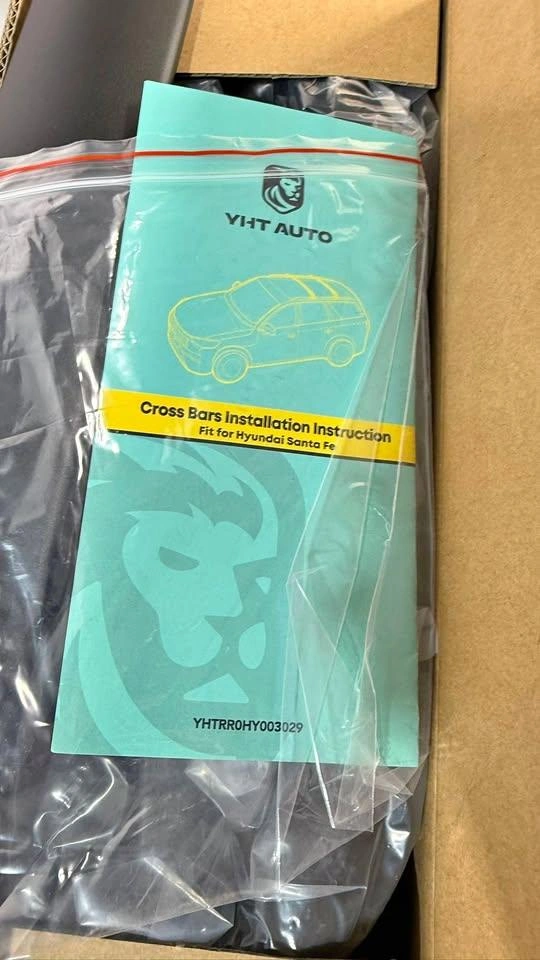 YHT AUTO
Cross Bars Installation Instruction
Fit for Hyundai Santa Fe
YHTRR0HY003029